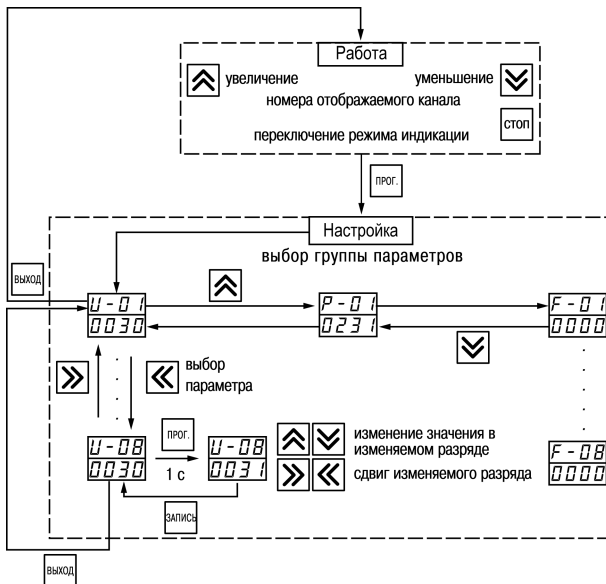 Работа
увеличение
уменьшение
номера отображаемого канала
СТОП
переключение режима индикации
ПРОГ.
Настройка
выбор группы параметров
ВЫХОД
U-01
0030
P-01
0231
F-01
0000
выбор
параметра
U-08
0030
ПРОГ.
1 с
U-08
0031
изменение значения в
изменяемом разряде
сдвиг изменяемого разряда
F-08
0000
ЗАПИСЬ
ВЫХОД